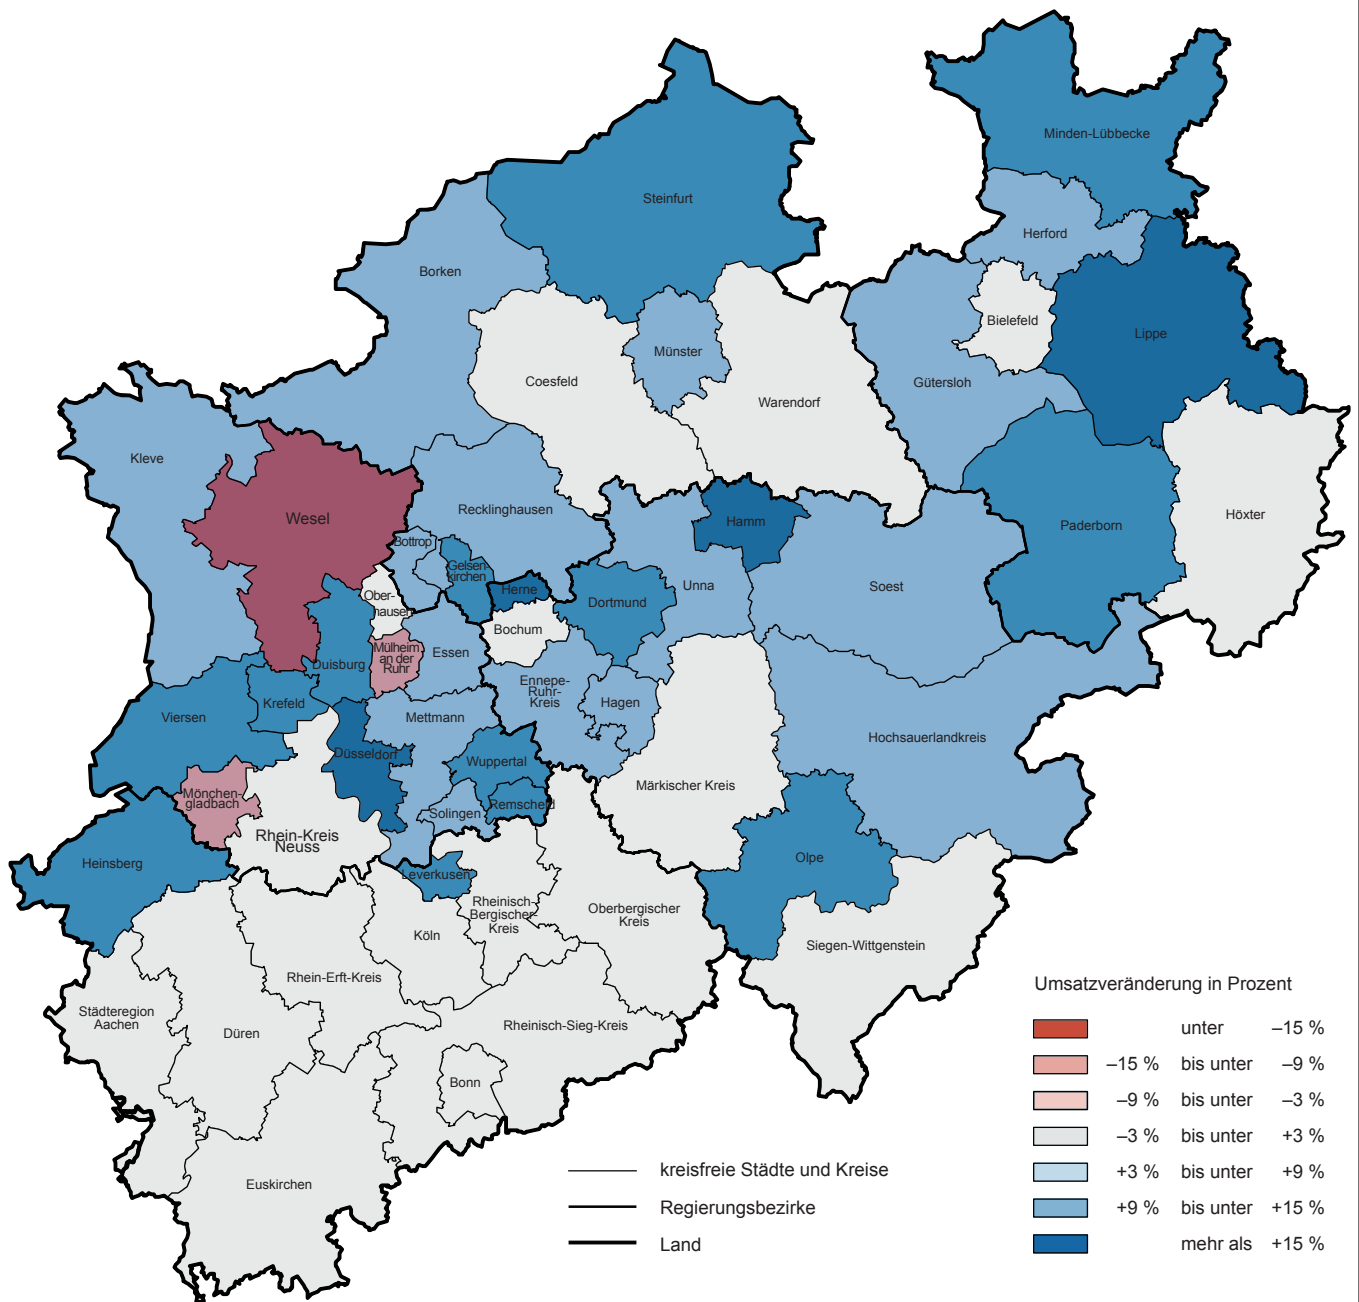 Minden-Lübbecke
Steinfurt
Herford
Borken
Bielefeld
Lippe
Münster
Coesfeld
Gütersloh
Warendorf
Kleve
Recklinghausen
Wesel
Höxter
Hamm
Paderborn
Bottrop
Gelsen-
kirchen
Unna
Soest
Herne
Ober-
hausen
Dortmund
Bochum
Mülheim
an der
Ruhr
Essen
Duisburg
Ennepe-
Ruhr-
Kreis
Hagen
Krefeld
Viersen
Mettmann
Hochsauerlandkreis
Düsseldorf
Wuppertal
Märkischer Kreis
Mönchen-
gladbach
Remscheid
Solingen
Rhein-Kreis
Neuss
Heinsberg
Olpe
Leverkusen
Rheinisch-
Bergischer-
Kreis
Oberbergischer
Kreis
Köln
Siegen-Wittgenstein
Rhein-Erft-Kreis
Städteregion
Aachen
Düren
Rheinisch-Sieg-Kreis
Bonn
Euskirchen
Umsatzveränderung in Prozent
unter –15 %
–15 % bis unter –9 %
–9 % bis unter –3 %
–3 % bis unter +3 %
+3 % bis unter +9 %
+9 % bis unter +15 %
mehr als +15 %
kreisfreie Städte und Kreise
Regierungsbezirke
Land